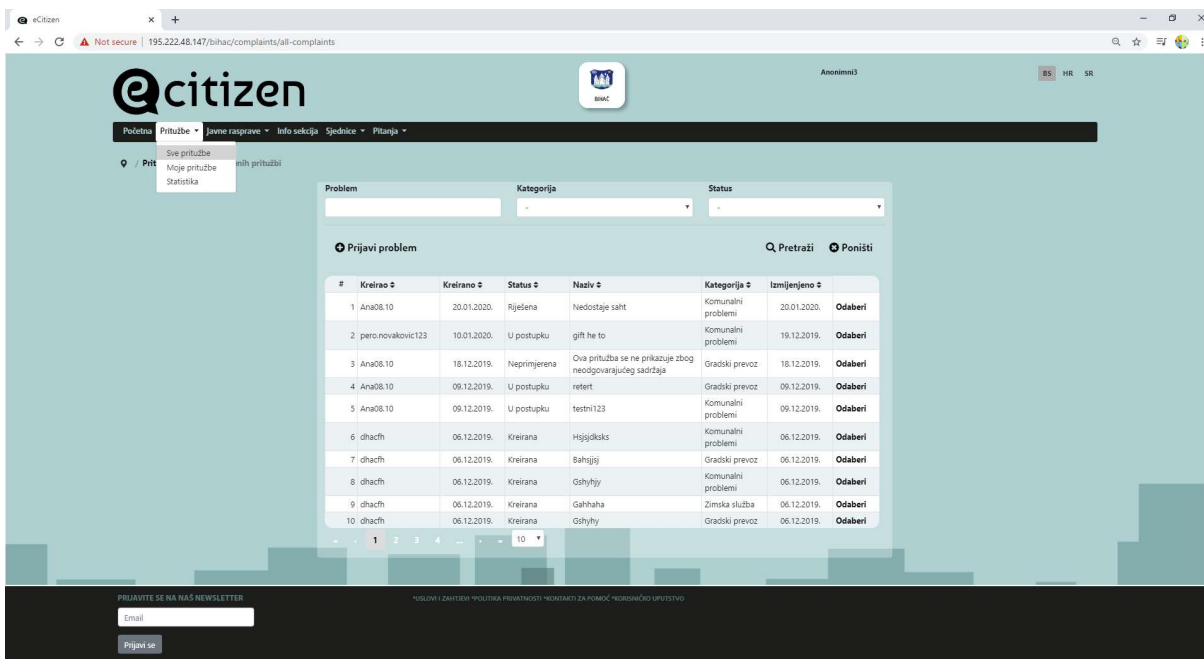 eCitizen
Not secure | 195.222.48.147/bihac/complaints/all-complaints
ecitizen
BIHAĆ
Anonimni3
BS HR SR
Početna Pritužbe Javne rasprave Info sekcija Sjednice Pitanja
Sve pritužbe
Moje pritužbe
Statistika
/ Prit nih pritužbi
Problem Kategorija Status
- -
Prijavi problem Pretraži Poništi
# Kreirao Kreirano Status Naziv Kategorija Izmijenjeno
1 Ana08.10 20.01.2020. Riješena Nedostaje saht Komunalni problemi 20.01.2020. Odaberi
2 pero.novakovic123 10.01.2020. U postupku gift he to Komunalni problemi 19.12.2019. Odaberi
3 Ana08.10 18.12.2019. Neprimjerena Ova pritužba se ne prikazuje zbog neodgovarajućeg sadržaja Gradski prevoz 18.12.2019. Odaberi
4 Ana08.10 09.12.2019. U postupku retert Gradski prevoz 09.12.2019. Odaberi
5 Ana08.10 09.12.2019. U postupku testni123 Komunalni problemi 09.12.2019. Odaberi
6 dhacfh 06.12.2019. Kreirana Hsjsjdksks Komunalni problemi 06.12.2019. Odaberi
7 dhacfh 06.12.2019. Kreirana Bahsjjsj Gradski prevoz 06.12.2019. Odaberi
8 dhacfh 06.12.2019. Kreirana Gshyhjy Komunalni problemi 06.12.2019. Odaberi
9 dhacfh 06.12.2019. Kreirana Gahhaha Zimska služba 06.12.2019. Odaberi
10 dhacfh 06.12.2019. Kreirana Gshyhy Gradski prevoz 06.12.2019. Odaberi
« ‹ 1 2 3 4 ... › » 10
PRIJAVITE SE NA NAŠ NEWSLETTER
*USLOVI I ZAHTJEVI *POLITIKA PRIVATNOSTI *KONTAKTI ZA POMOĆ *KORISNIČKO UPUTSTVO
Email
Prijavi se